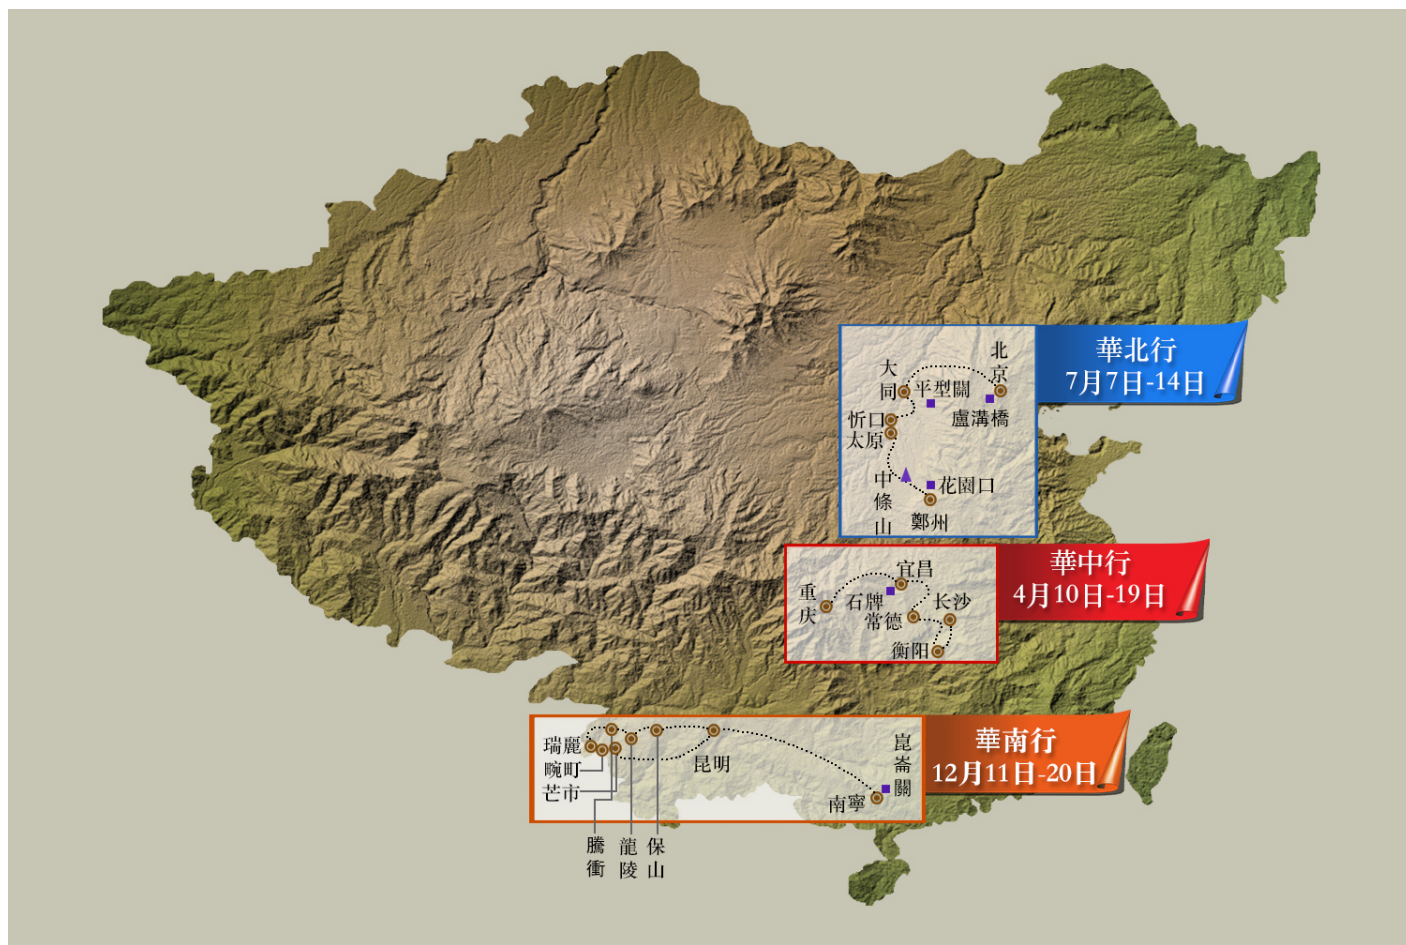 華北行
7月7日-14日
北京
大同
平型關
盧溝橋
忻口
太原
中條山
花園口
鄭州
華中行
4月10日-19日
宜昌
重庆
石牌
长沙
常德
衡阳
華南行
12月11日-20日
瑞麗
畹町
芒市
昆明
崑崙關
南寧
騰衝
龍陵
保山